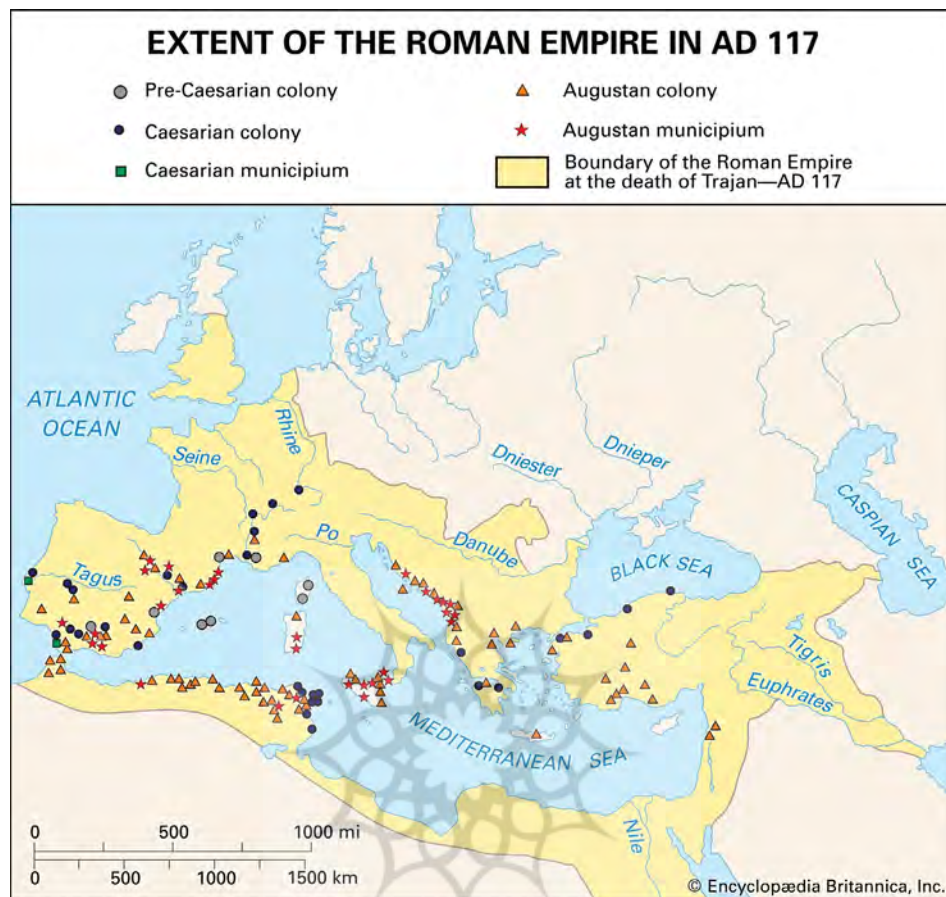 EXTENT OF THE ROMAN EMPIRE IN AD 117
Pre-Caesarian colony
Caesarian colony
Caesarian municipium
Augustan colony
Augustan municipium
Boundary of the Roman Empire
at the death of Trajan—AD 117
ATLANTIC
OCEAN
Seine
Rhine
Dniester
Dnieper
CASPIAN SEA
Po
Danube
BLACK SEA
Tagus
Tigris
Euphrates
MEDITERRANEAN SEA
Nile
0 500 1000 mi
0 500 1000 1500 km
© Encyclopædia Britannica, Inc.